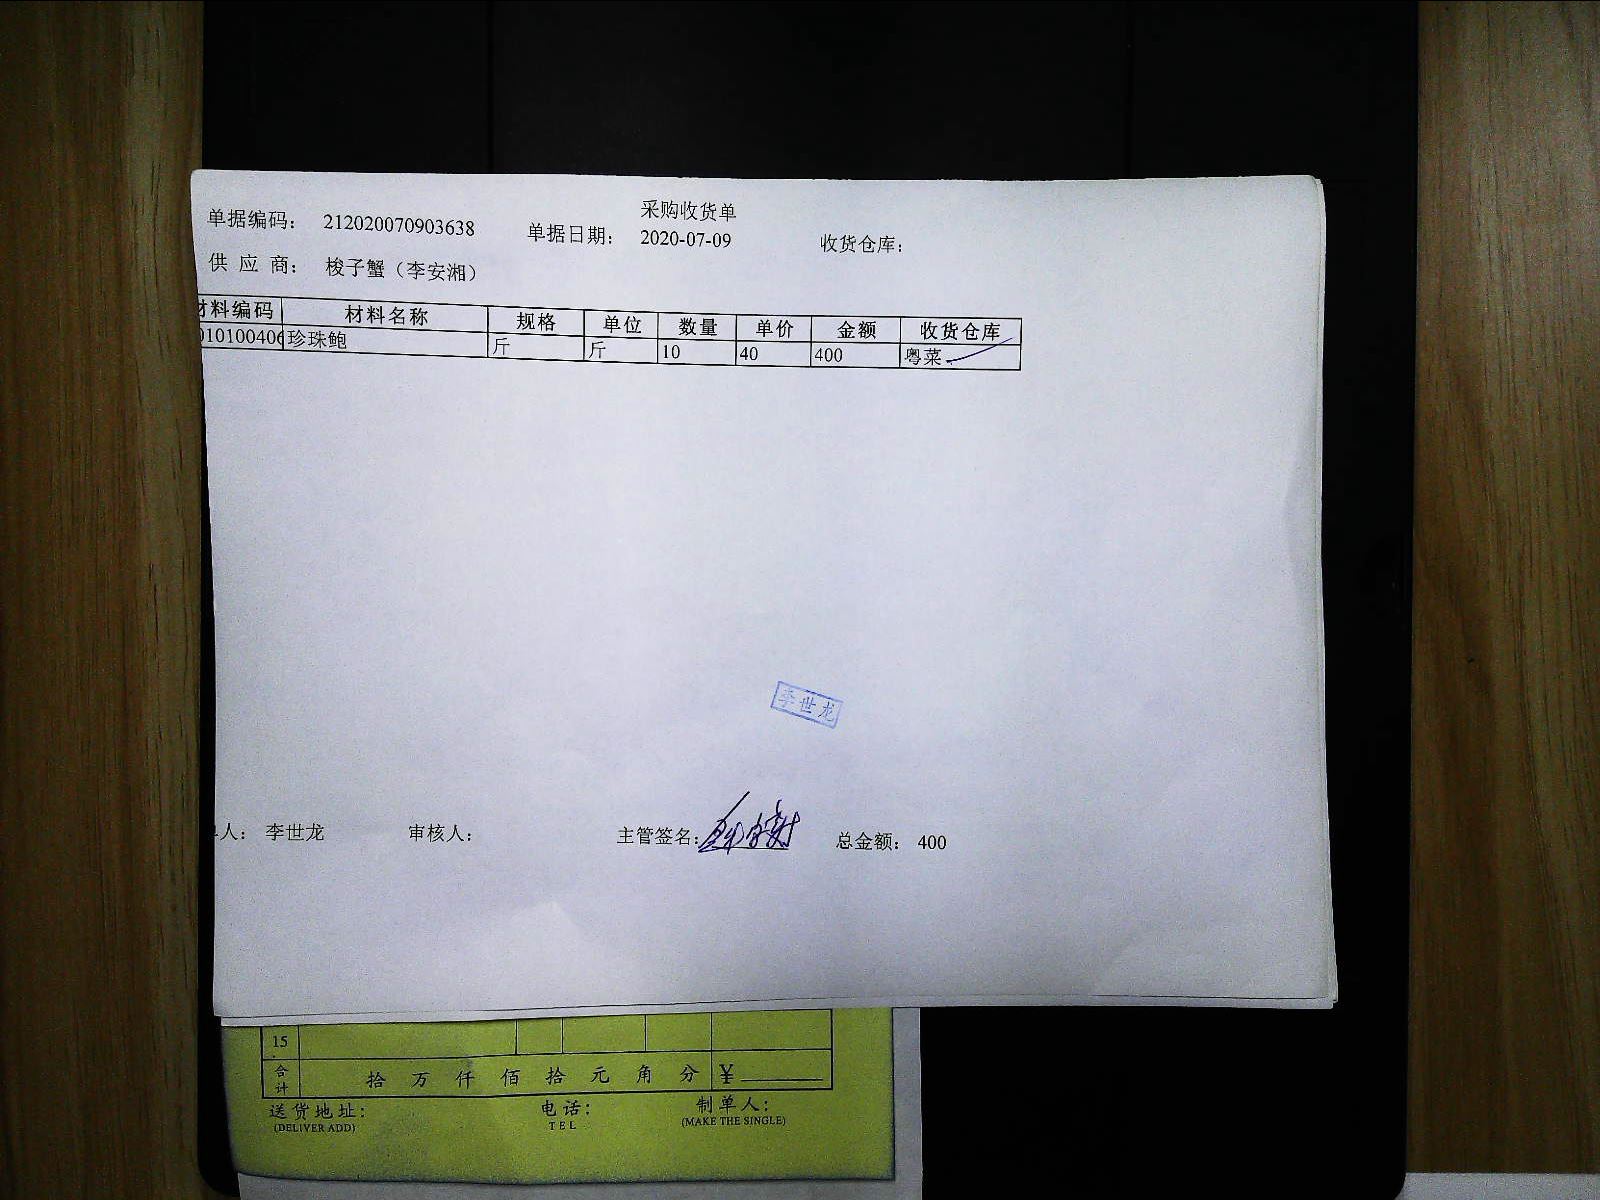 采购收货单
单据编码： 212020070903638 单据日期： 2020-07-09 收货仓库：
供 应 商： 梭子蟹（李安湘）
材料编码 材料名称 规格 单位 数量 单价 金额 收货仓库
010100406 珍珠鲍 斤 斤 10 40 400 粤菜
李世龙
单人： 李世龙 审核人： 主管签名： 总金额： 400
15
合计 拾 万 仟 佰 拾 元 角 分 ¥
送货地址： 电话： 制单人：
(DELIVER ADD) TEL (MAKE THE SINGLE)